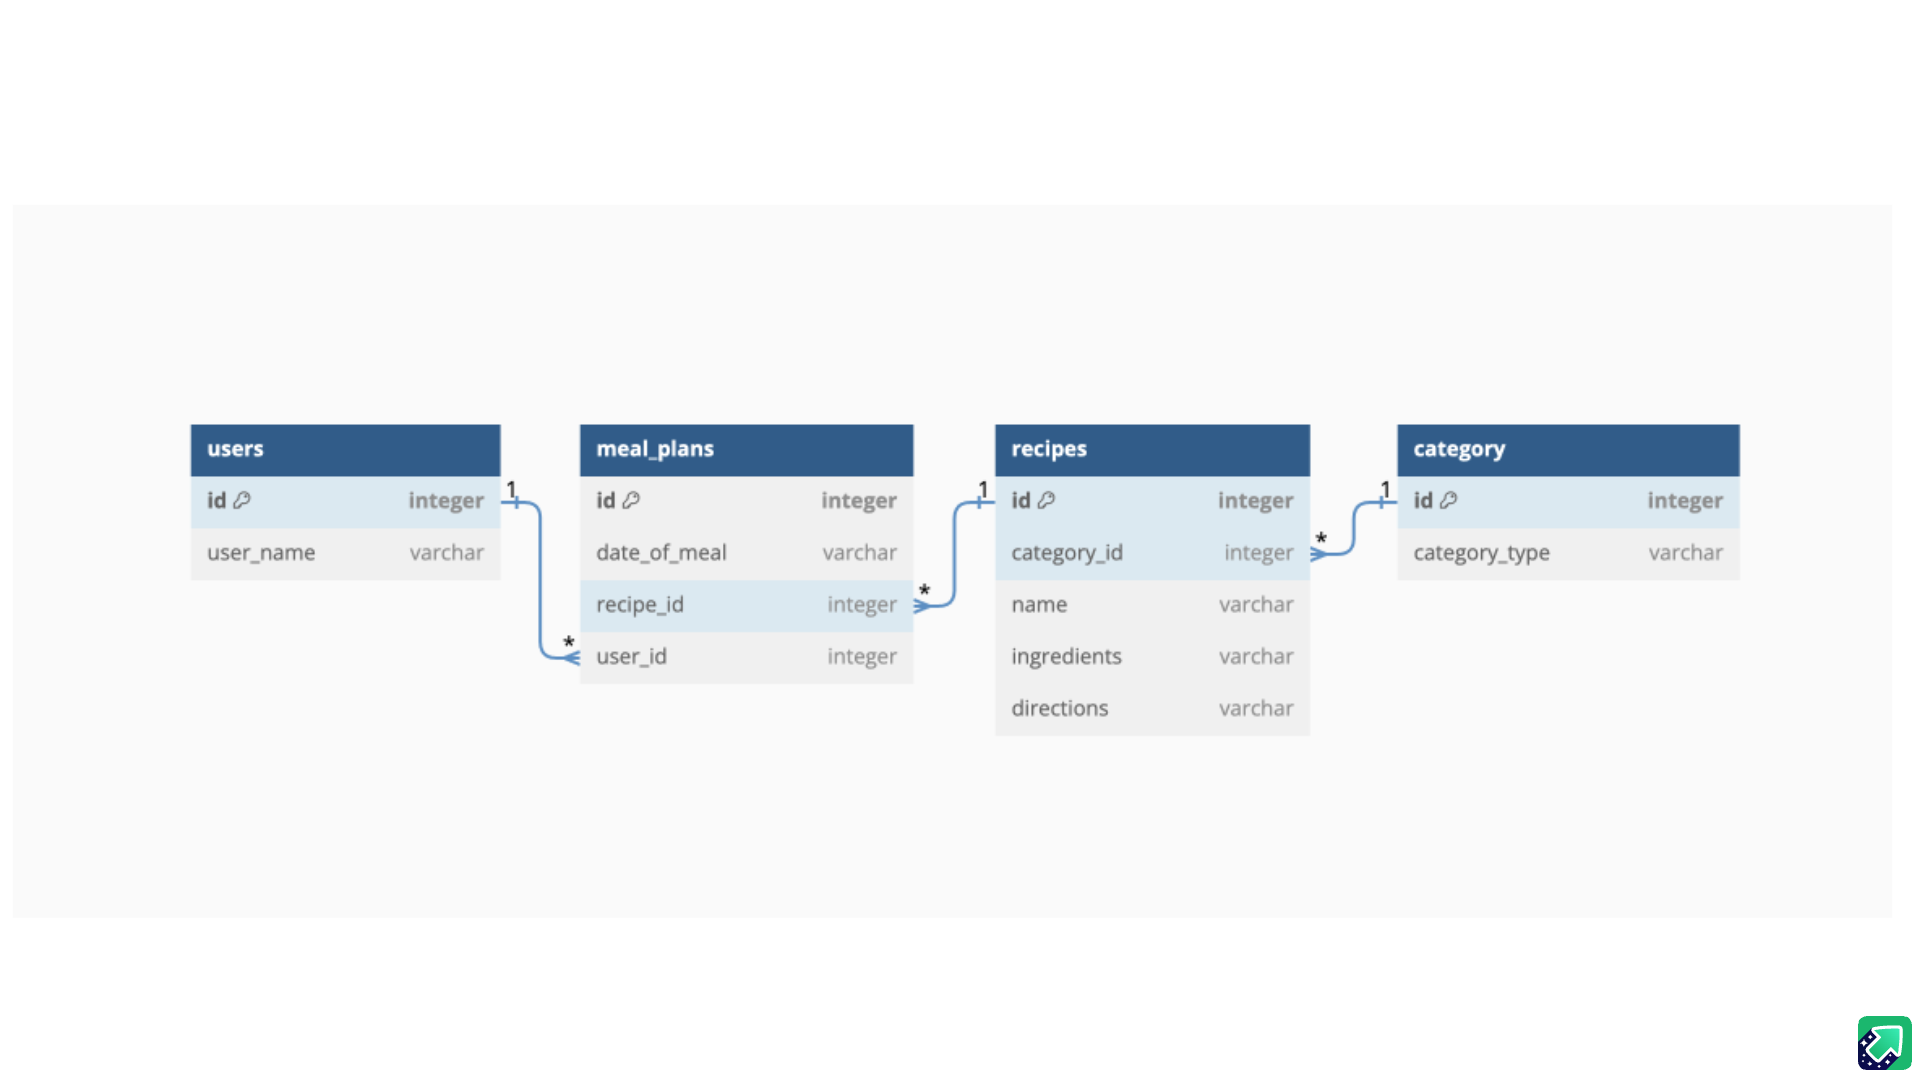 users
id integer
user_name varchar
1
*
meal_plans
id integer
date_of_meal varchar
recipe_id integer
user_id integer
*
1
recipes
id integer
category_id integer
name varchar
ingredients varchar
directions varchar
*
1
category
id integer
category_type varchar